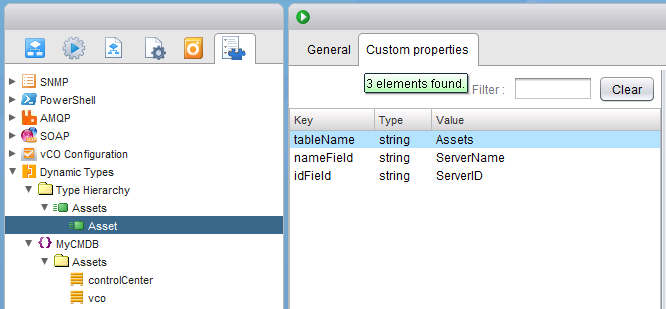 SNMP
PowerShell
AMQP
SOAP
vCO Configuration
Dynamic Types
Type Hierarchy
Assets
Asset
MyCMDB
Assets
controlCenter
vco
General Custom properties
3 elements found. Filter : Clear
Key Type Value
tableName string Assets
nameField string ServerName
idField string ServerID